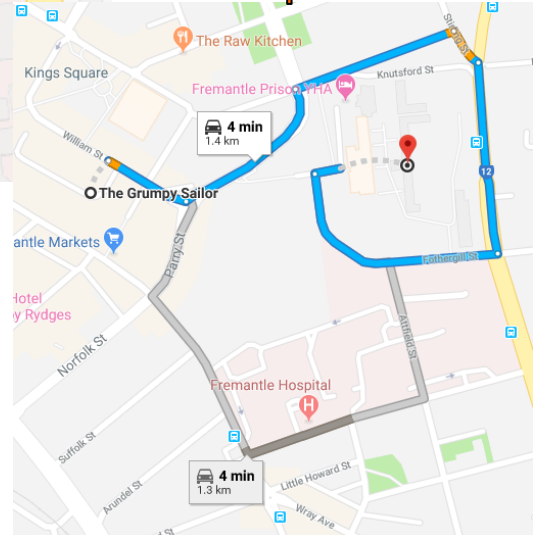 The Raw Kitchen
Kings Square
Knutsford St
Fremantle Prison YHA
4 min
1.4 km
William St
12
The Grumpy Sailor
antle Markets
Parry St
Fothergill St
Hotel
y Rydges
Attfield St
Norfolk St
Fremantle Hospital
H
Suffolk St
4 min
1.3 km
Little Howard St
Arundel St
Wray Ave
d St